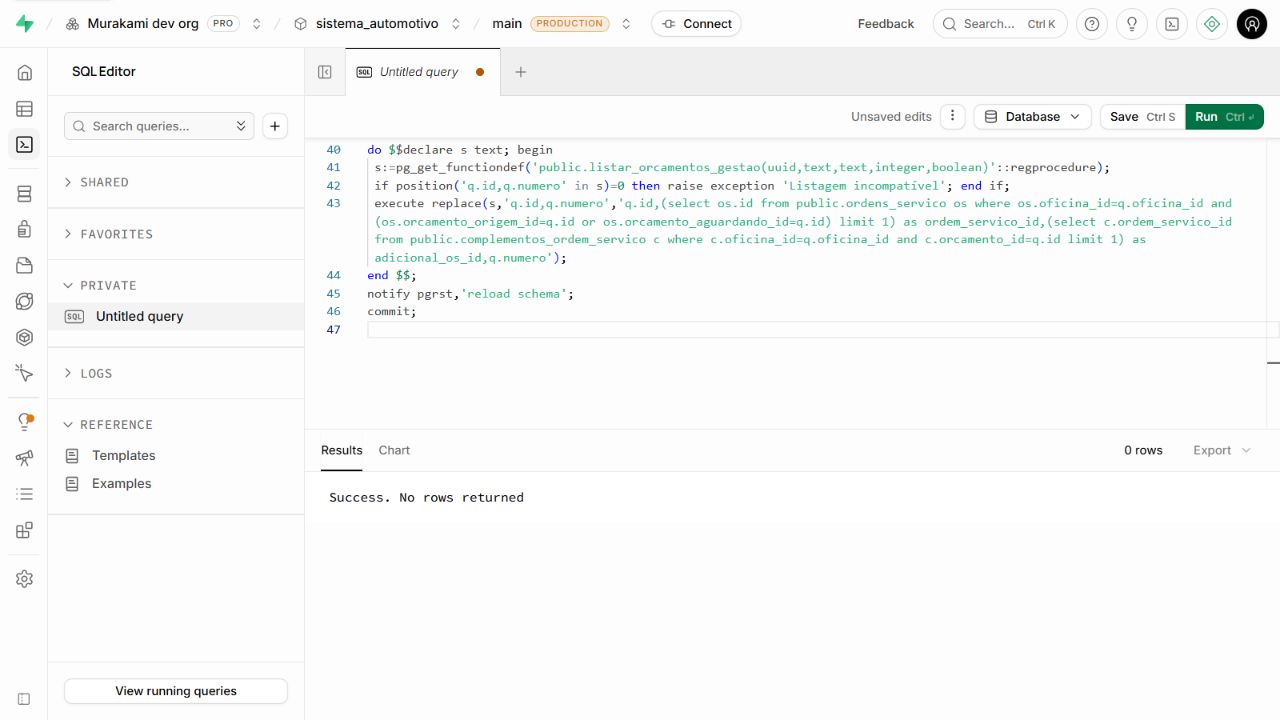 Murakami dev org PRO
sistema_automotivo
main PRODUCTION
Connect
Feedback
Search... Ctrl K
SQL Editor
SQL Untitled query
Search queries...
Unsaved edits
Database
Save Ctrl S
Run Ctrl ↵
SHARED
FAVORITES
PRIVATE
SQL Untitled query
LOGS
REFERENCE
Templates
Examples
View running queries
40 do $$declare s text; begin
41 s:=pg_get_functiondef('public.listar_orcamentos_gestao(uuid,text,text,integer,boolean)'::regprocedure);
42 if position('q.id,q.numero' in s)=0 then raise exception 'Listagem incompatível'; end if;
43 execute replace(s,'q.id,q.numero','q.id,(select os.id from public.ordens_servico os where os.oficina_id=q.oficina_id and
(os.orcamento_origem_id=q.id or os.orcamento_aguardando_id=q.id) limit 1) as ordem_servico_id,(select c.ordem_servico_id
from public.complementos_ordem_servico c where c.oficina_id=q.oficina_id and c.orcamento_id=q.id limit 1) as
adicional_os_id,q.numero');
44 end $$;
45 notify pgrst,'reload schema';
46 commit;
47
Results
Chart
0 rows
Export
Success. No rows returned